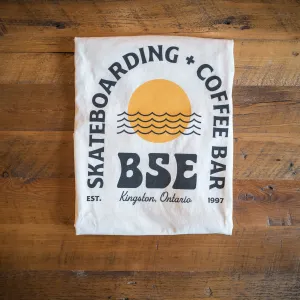 SKATEBOARDING + COFFEE BAR
BSE
EST. Kingston, Ontario 1997